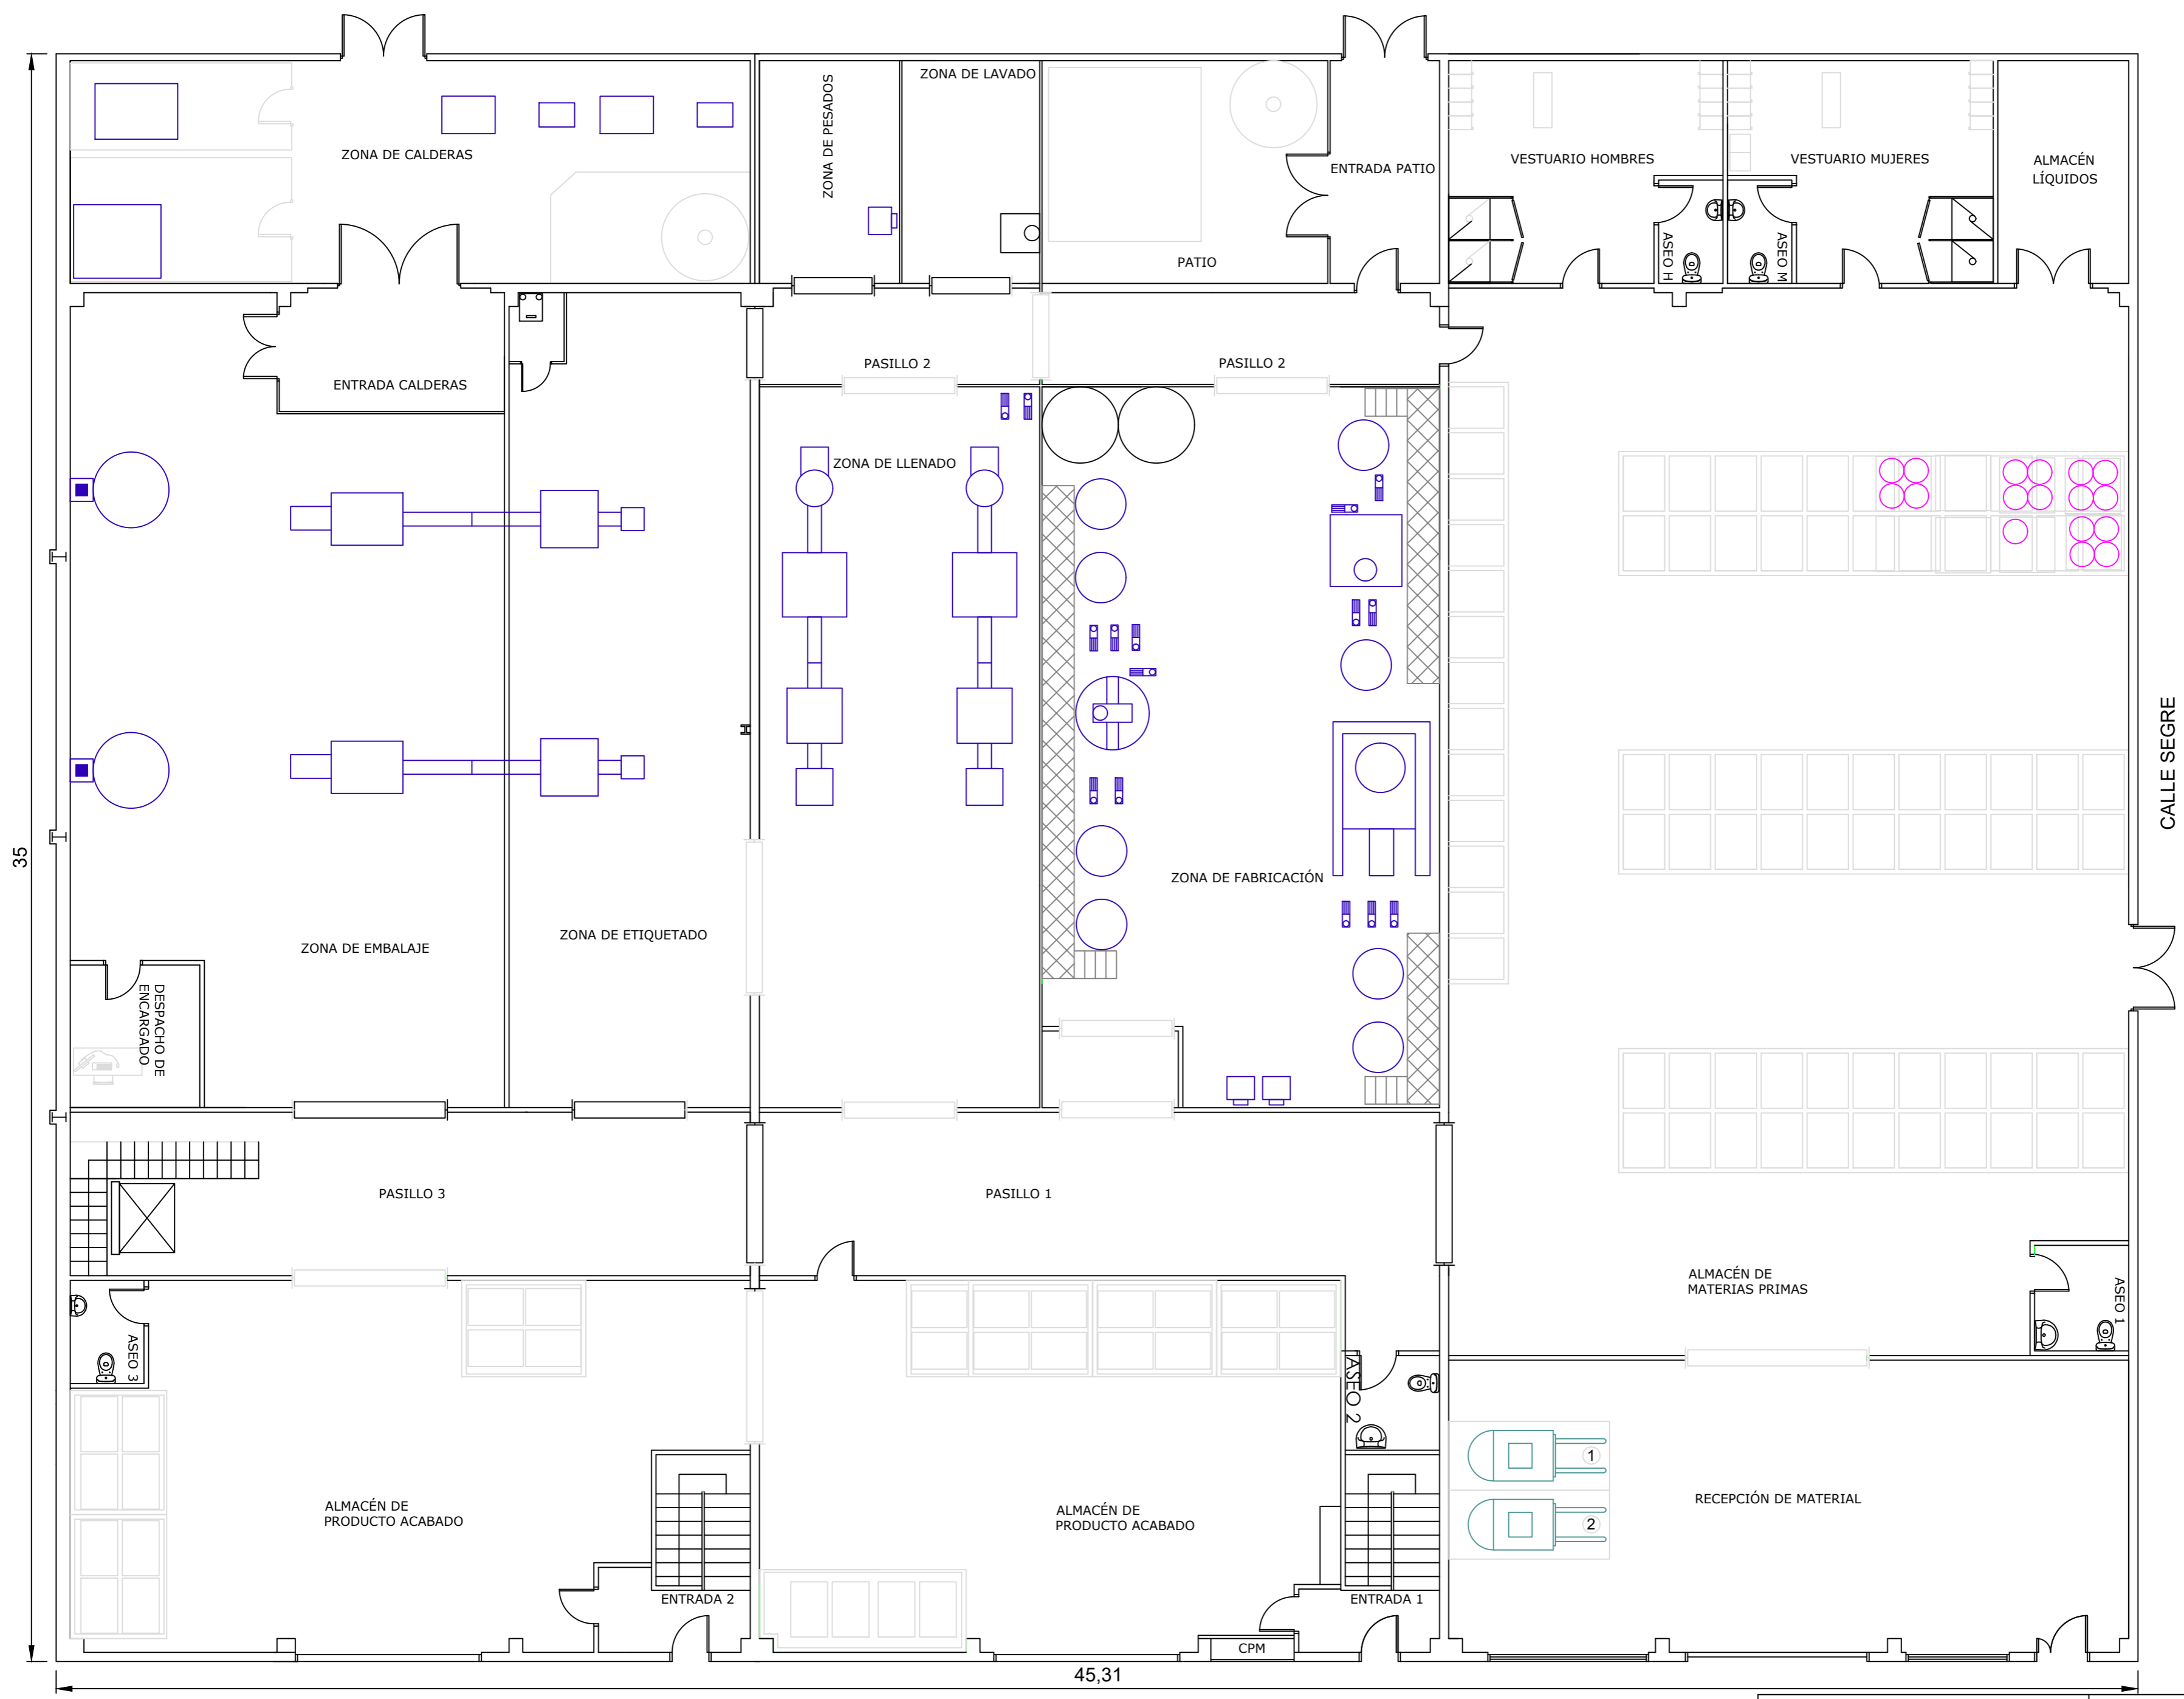 ZONA DE CALDERAS
ZONA DE PESADOS
ZONA DE LAVADO
PATIO
ENTRADA PATIO
VESTUARIO HOMBRES
VESTUARIO MUJERES
ALMACÉN
LÍQUIDOS
ASEO H
ASEO M
ENTRADA CALDERAS
PASILLO 2
PASILLO 2
ZONA DE LLENADO
CALLE SEGRE
35
ZONA DE FABRICACIÓN
ZONA DE EMBALAJE
ZONA DE ETIQUETADO
DESPACHO DE
ENCARGADO
PASILLO 3
PASILLO 1
ALMACÉN DE
MATERIAS PRIMAS
ASEO 1
ASEO 3
ASEO 2
1
2
RECEPCIÓN DE MATERIAL
ALMACÉN DE
PRODUCTO ACABADO
ALMACÉN DE
PRODUCTO ACABADO
ENTRADA 2
ENTRADA 1
CPM
45,31